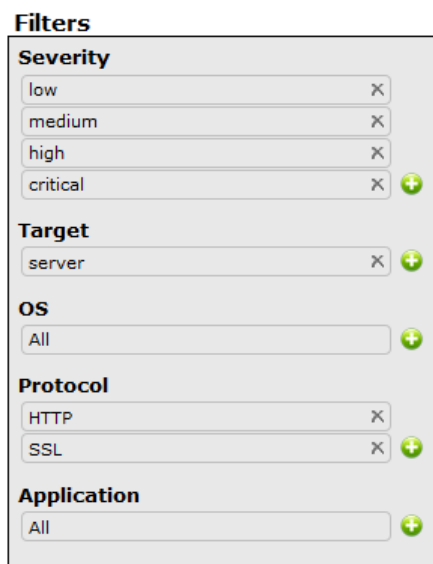 Filters
Severity
low
medium
high
critical
Target
server
OS
All
Protocol
HTTP
SSL
Application
All